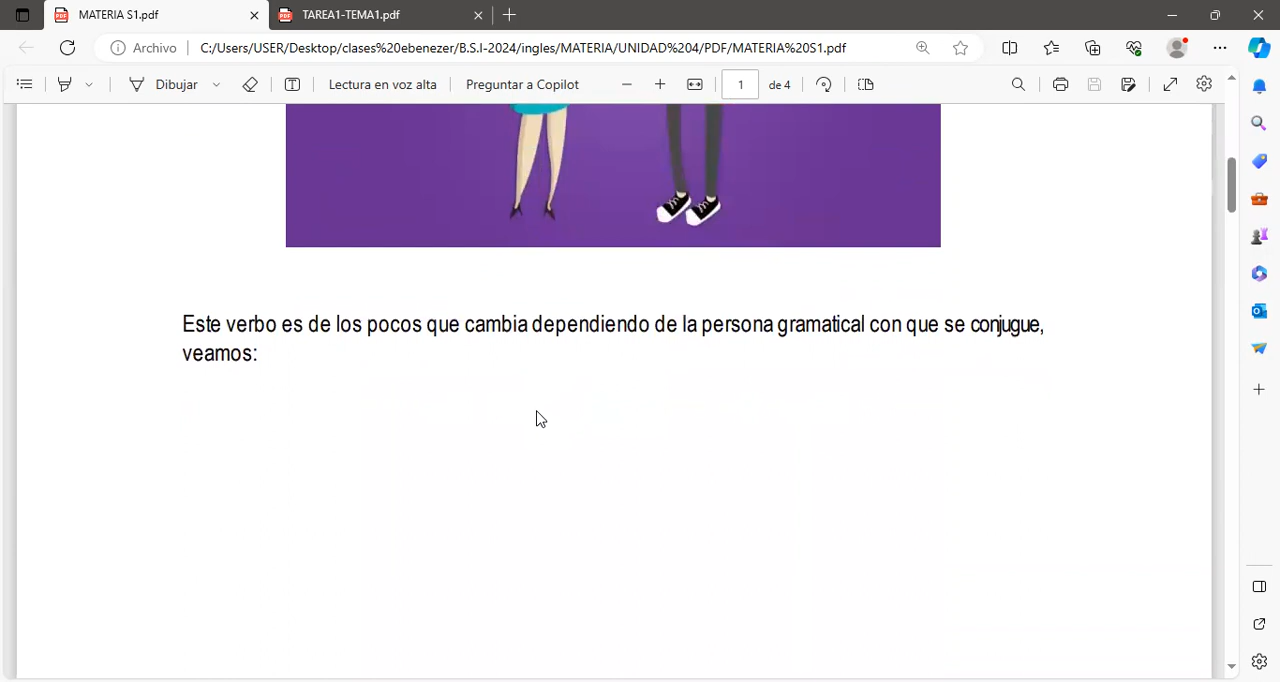 MATERIA S1.pdf
TAREA1-TEMA1.pdf
Archivo
C:/Users/USER/Desktop/clases%20ebenezer/B.S.I-2024/ingles/MATERIA/UNIDAD%204/PDF/MATERIA%20S1.pdf
Dibujar
Lectura en voz alta
Preguntar a Copilot
1
de 4
Este verbo es de los pocos que cambia dependiendo de la persona gramatical con que se conjugue,
veamos: